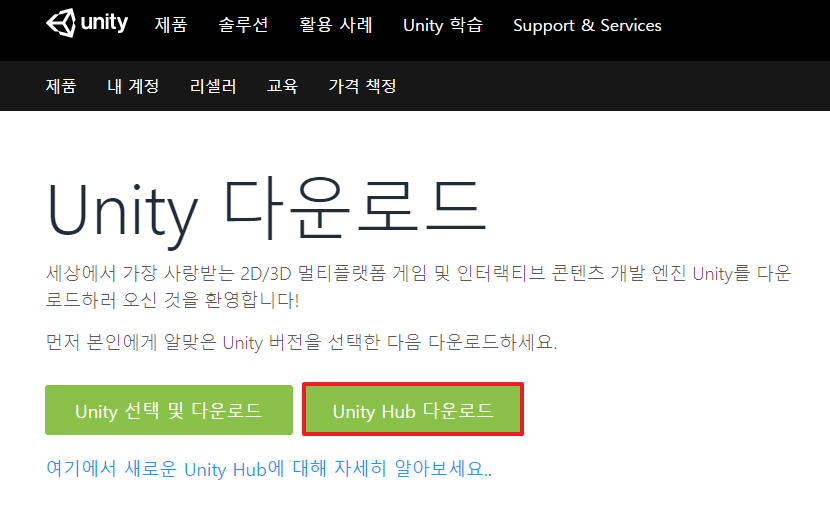 unity 제품 솔루션 활용 사례 Unity 학습 Support & Services
제품 내 계정 리셀러 교육 가격 책정
Unity 다운로드
세상에서 가장 사랑받는 2D/3D 멀티플랫폼 게임 및 인터랙티브 콘텐츠 개발 엔진 Unity를 다운
로드하러 오신 것을 환영합니다!
먼저 본인에게 알맞은 Unity 버전을 선택한 다음 다운로드하세요.
Unity 선택 및 다운로드 Unity Hub 다운로드
여기에서 새로운 Unity Hub에 대해 자세히 알아보세요..